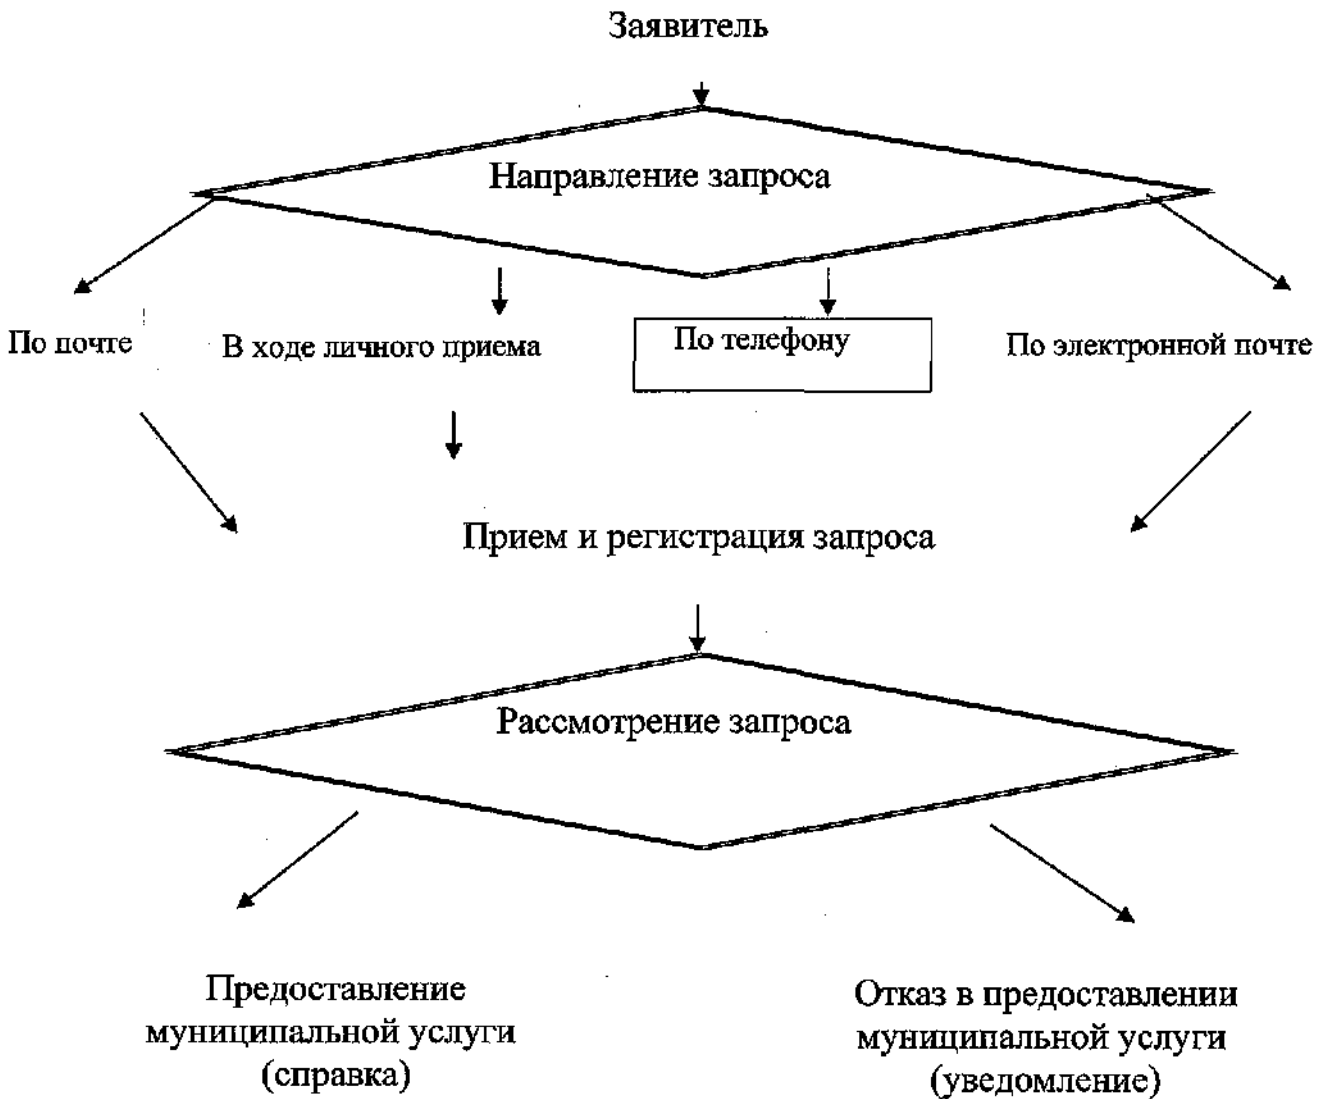 Заявитель
Направление запроса
По почте
В ходе личного приема
По телефону
По электронной почте
Прием и регистрация запроса
Рассмотрение запроса
Предоставление
муниципальной услуги
(справка)
Отказ в предоставлении
муниципальной услуги
(уведомление)